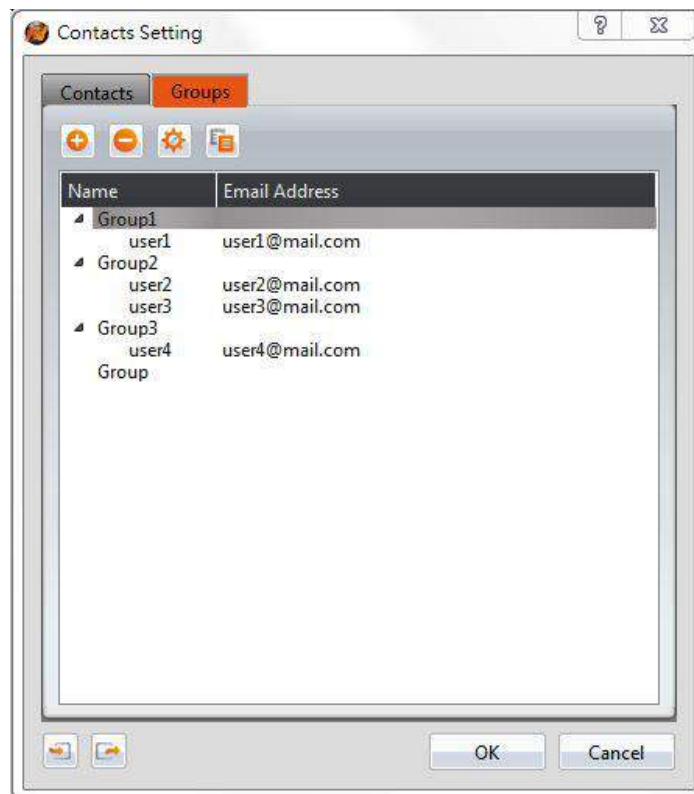 Contacts Setting
Contacts Groups
Name Email Address
Group1
user1 user1@mail.com
Group2
user2 user2@mail.com
user3 user3@mail.com
Group3
user4 user4@mail.com
Group
OK Cancel